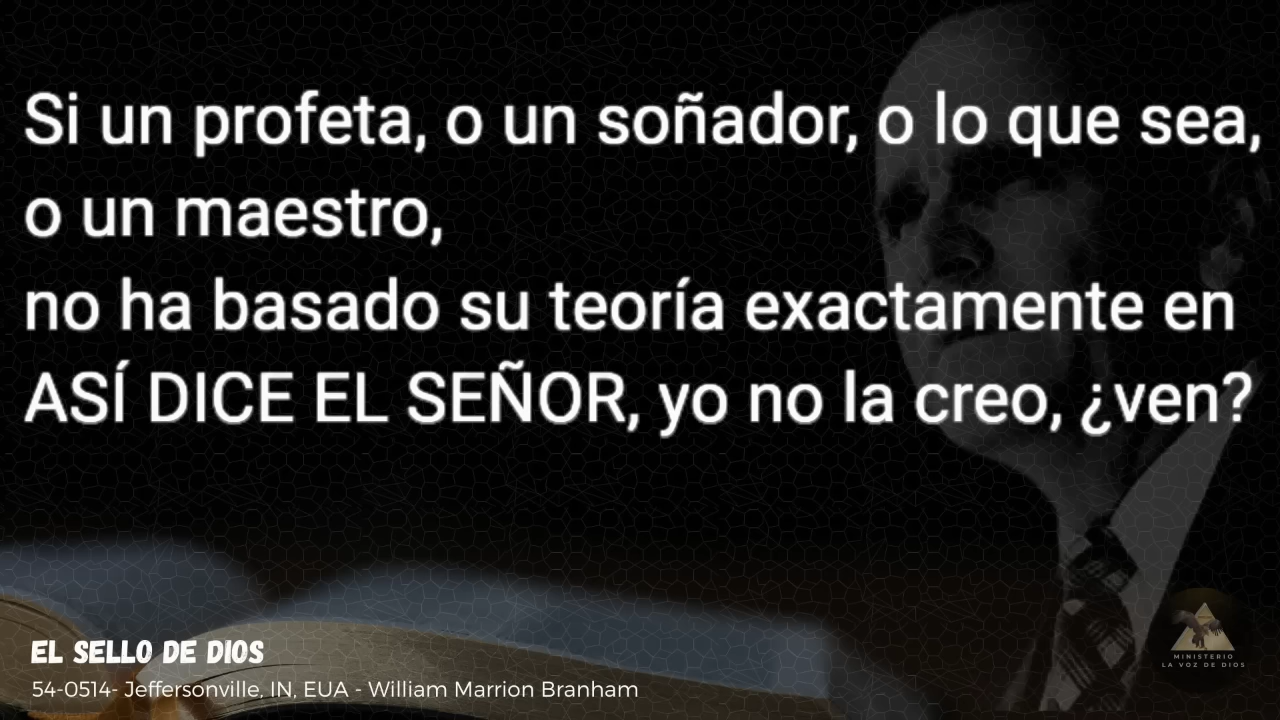 Si un profeta, o un soñador, o lo que sea,
o un maestro,
no ha basado su teoría exactamente en
ASÍ DICE EL SEÑOR, yo no la creo, ¿ven?
EL SELLO DE DIOS
54-0514- Jeffersonville, IN, EUA - William Marrion Branham
MINISTERIO
LA VOZ DE DIOS